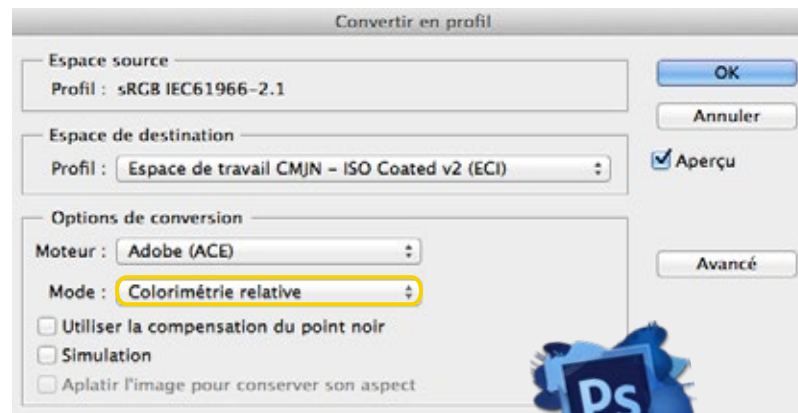 Convertir en profil
Espace source
Profil : sRGB IEC61966-2.1
OK
Annuler
Espace de destination
Profil : Espace de travail CMJN - ISO Coated v2 (ECI)
Aperçu
Options de conversion
Moteur : Adobe (ACE)
Avancé
Mode : Colorimétrie relative
Utiliser la compensation du point noir
Simulation
Aplatir l'image pour conserver son aspect
Ps